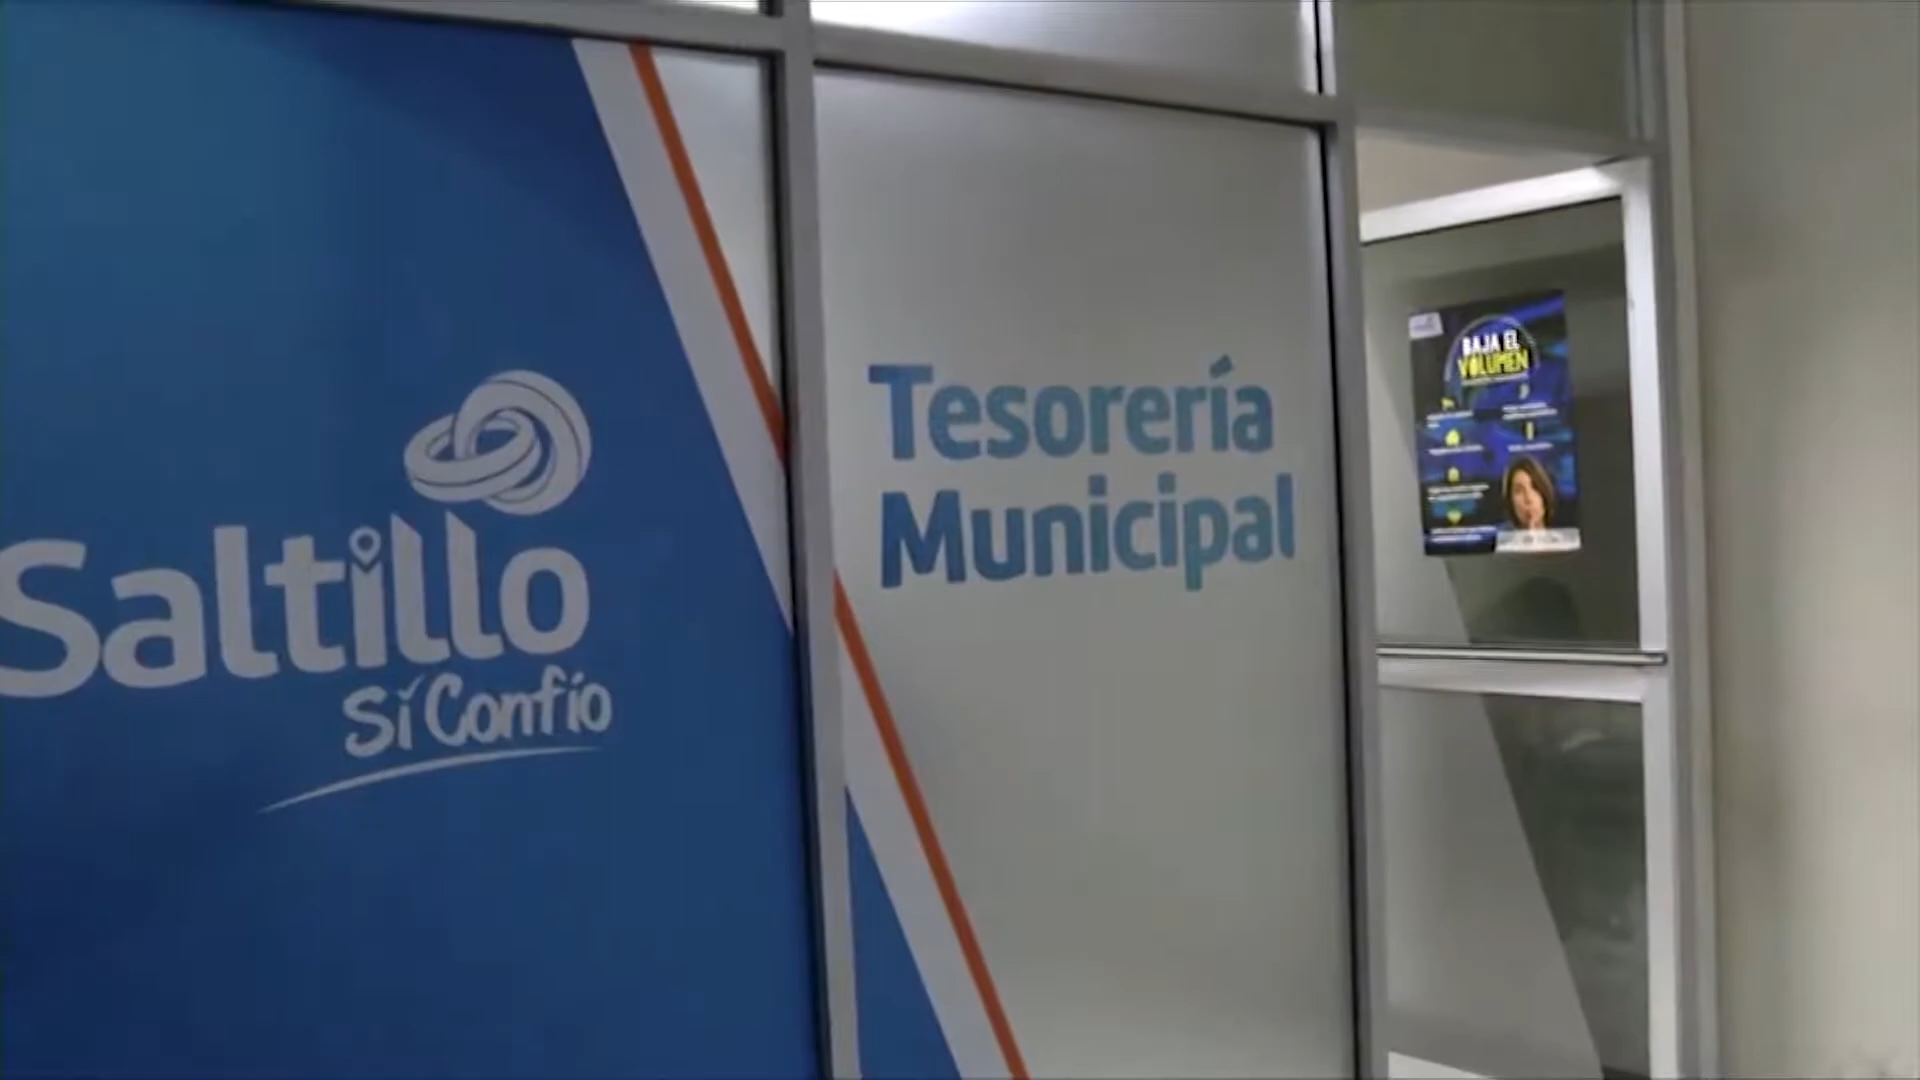 Saltillo
Sí Confío
Tesorería
Municipal
BAJA EL
VOLUMEN